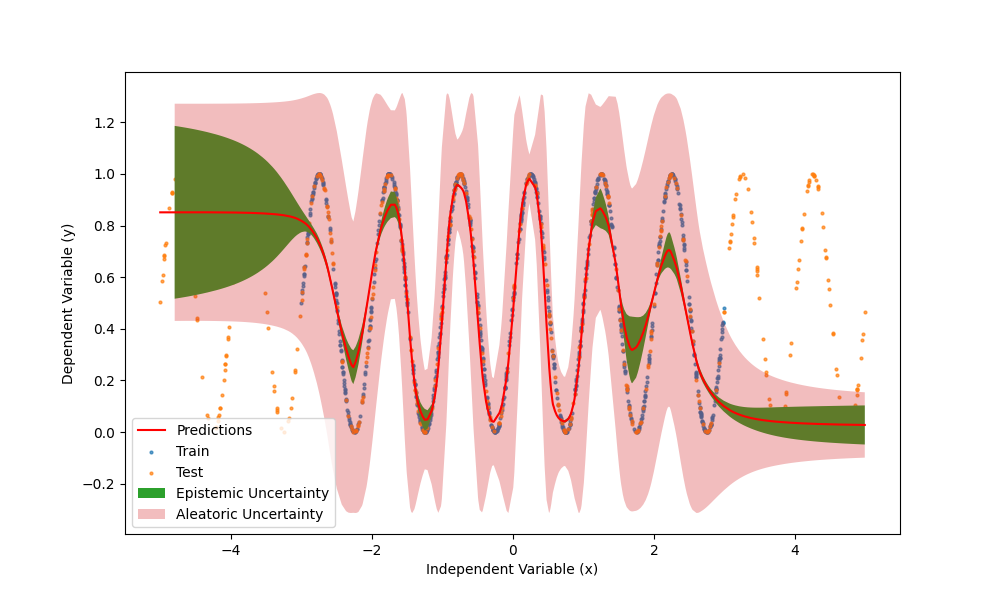 1.2
1.0
0.8
0.6
0.4
0.2
0.0
−0.2
Dependent Variable (y)
Predictions
Train
Test
Epistemic Uncertainty
Aleatoric Uncertainty
−4 −2 0 2 4
Independent Variable (x)